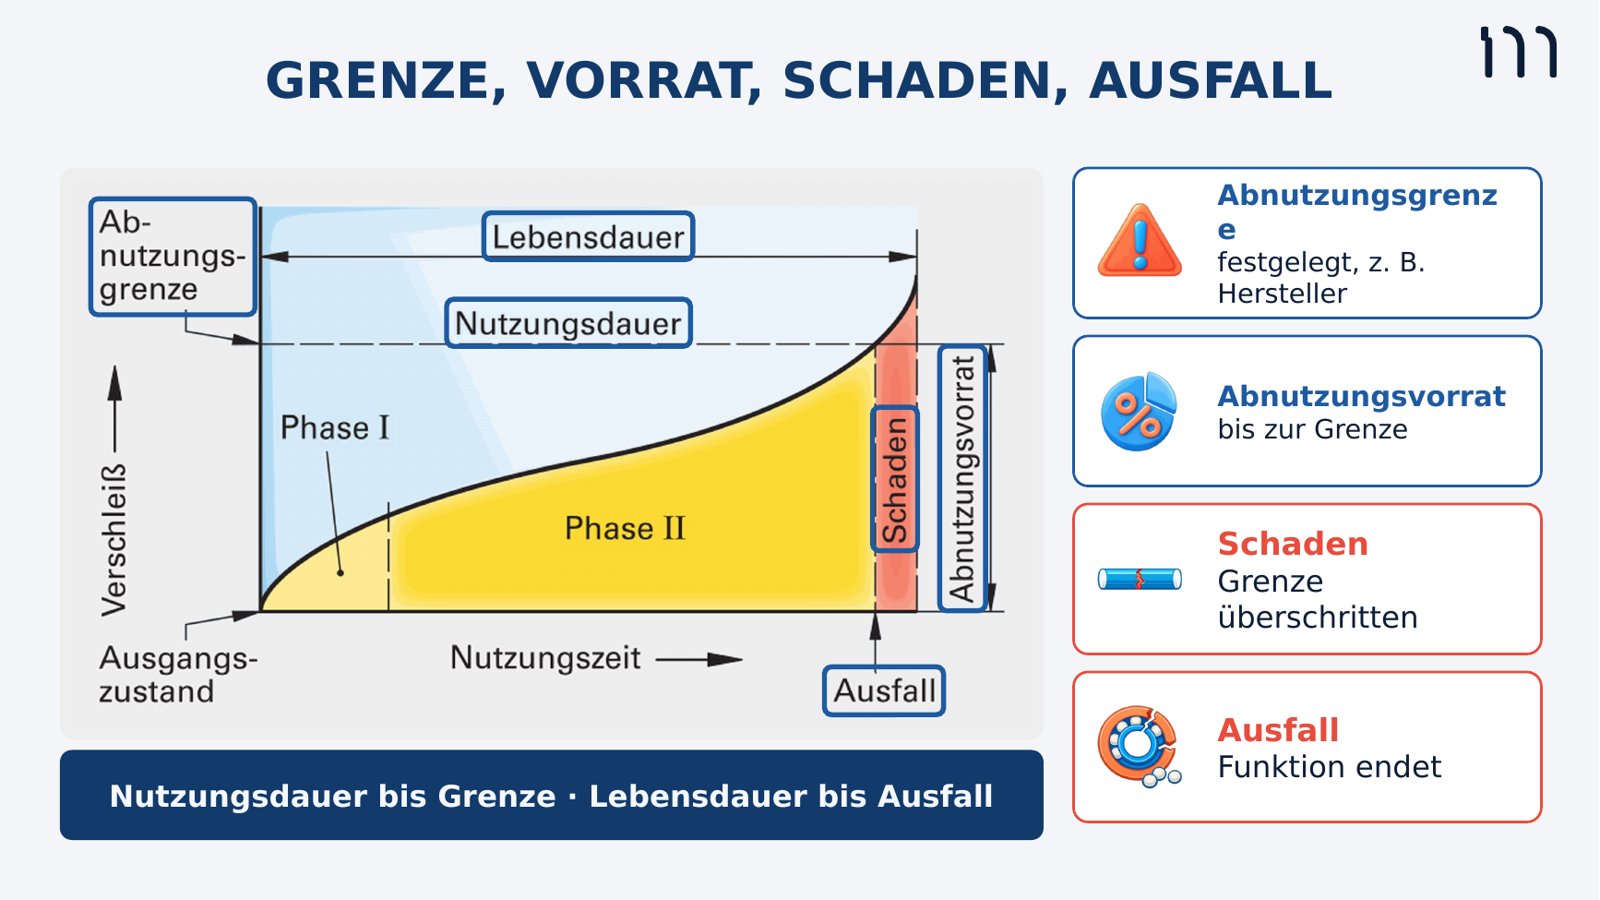 GRENZE, VORRAT, SCHADEN, AUSFALL
Ab-
nutzungs-
grenze
Lebensdauer
Nutzungsdauer
Phase I
Phase II
Verschleiß
Schaden
Abnutzungsvorrat
Ausgangs-
zustand
Nutzungszeit
Ausfall
Nutzungsdauer bis Grenze · Lebensdauer bis Ausfall
Abnutzungsgrenz
e
festgelegt, z. B.
Hersteller
Abnutzungsvorrat
bis zur Grenze
Schaden
Grenze
überschritten
Ausfall
Funktion endet